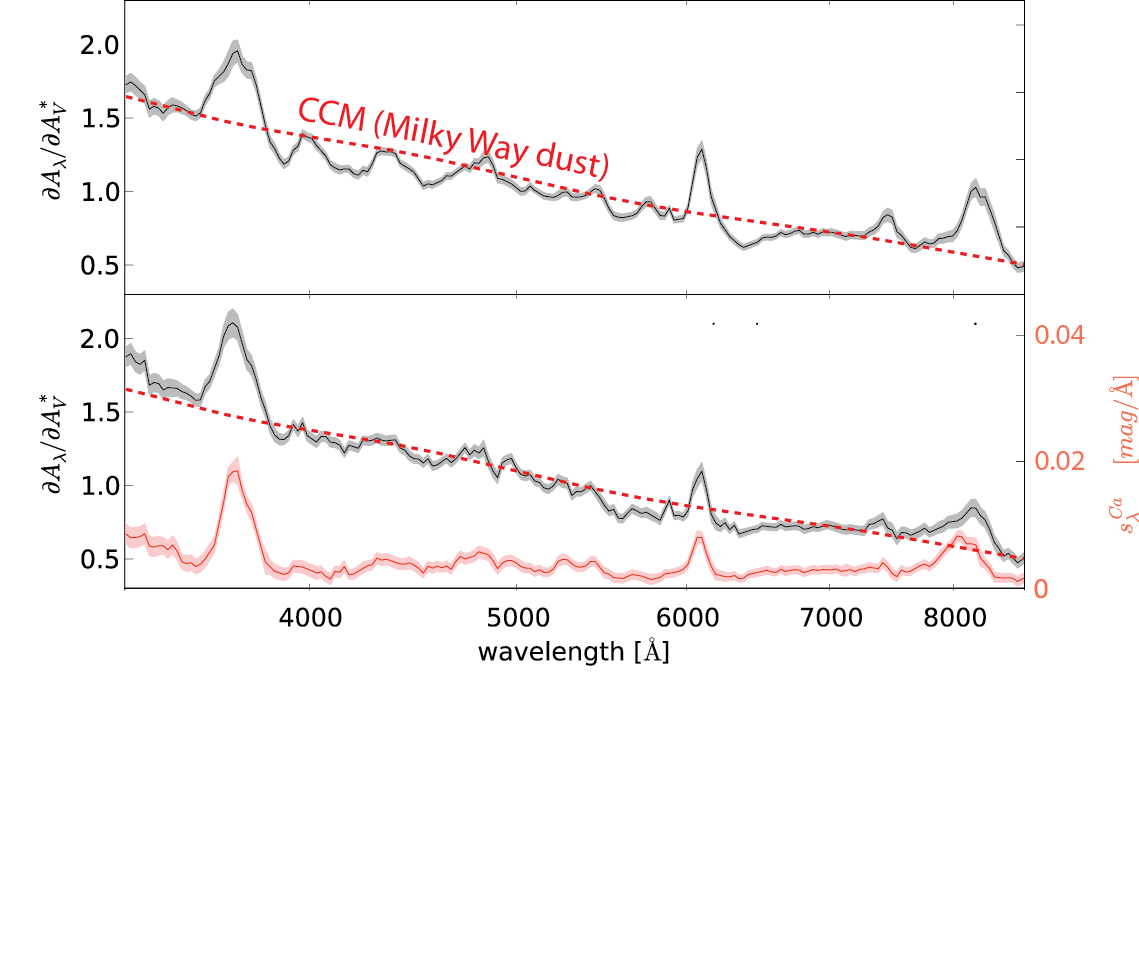 2.0
1.5
1.0
0.5
∂A_λ/∂A_V^*
CCM (Milky Way dust)
2.0
1.5
1.0
0.5
∂A_λ/∂A_V^*
0.04
0.02
0
s_λ^{Ca} [mag/Å]
4000 5000 6000 7000 8000
wavelength [Å]